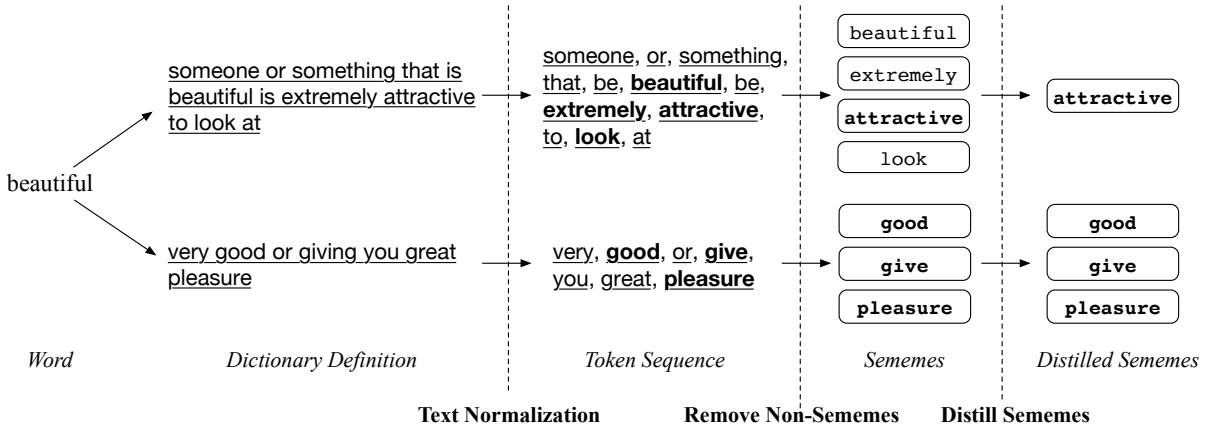 beautiful
someone or something that is
beautiful is extremely attractive
to look at
someone, or, something,
that, be, beautiful, be,
extremely, attractive,
to, look, at
beautiful
extremely
attractive
look
attractive
very good or giving you great
pleasure
very, good, or, give,
you, great, pleasure
good
give
pleasure
good
give
pleasure
Word
Dictionary Definition
Token Sequence
Sememes
Distilled Sememes
Text Normalization
Remove Non-Sememes
Distill Sememes